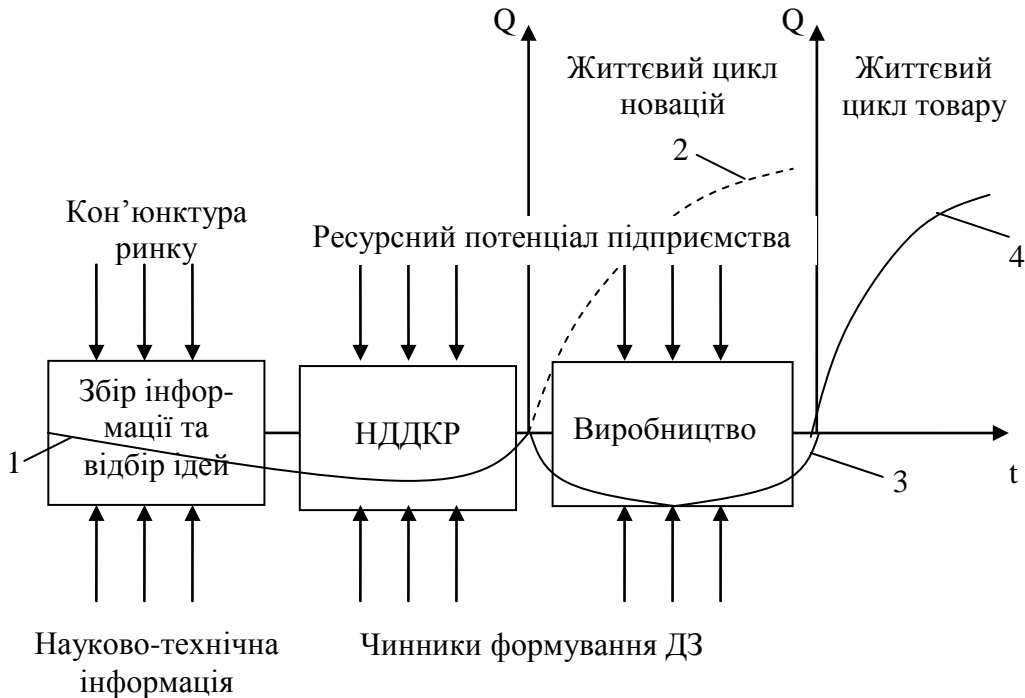 Q
Q
Життєвий цикл
новацій
Життєвий
цикл товару
2
Кон’юнктура
ринку
Ресурсний потенціал підприємства
4
Збір інфор-
мації та
відбір ідей
НДДКР
Виробництво
1
3
t
Науково-технічна
інформація
Чинники формування ДЗ